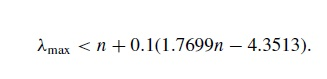 λmax < n + 0.1(1.7699n − 4.3513).